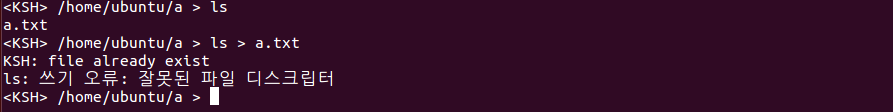 <KSH> /home/ubuntu/a > ls
a.txt
<KSH> /home/ubuntu/a > ls > a.txt
KSH: file already exist
ls: 쓰기 오류: 잘못된 파일 디스크립터
<KSH> /home/ubuntu/a >